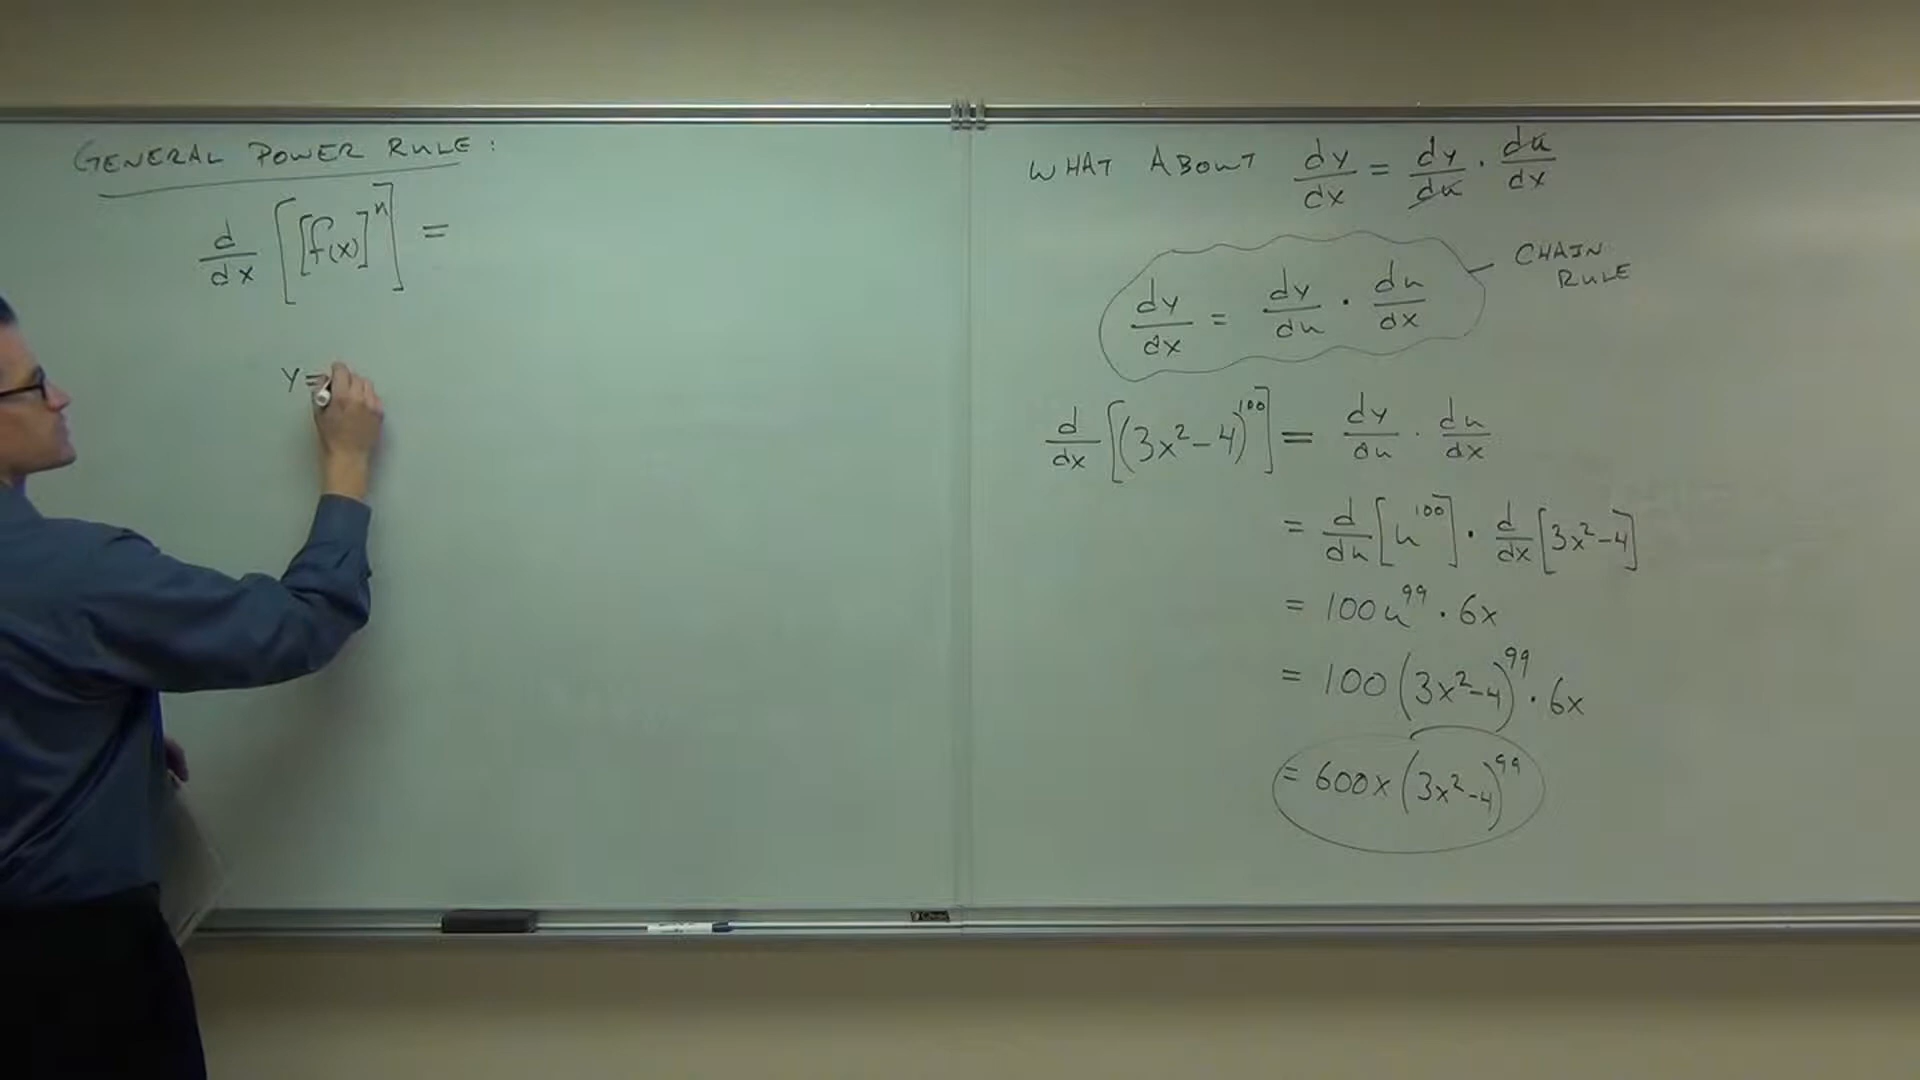 GENERAL POWER RULE:
d/dx [[f(x)]^n] =
y=
WHAT ABOUT dy/dx = dy/du · du/dx
dy/dx = dy/du · du/dx
CHAIN
RULE
d/dx [(3x²-4)^100] = dy/du · du/dx
= d/du [u^100] · d/dx [3x²-4]
= 100u^99 · 6x
= 100(3x²-4)^99 · 6x
= 600x(3x²-4)^99